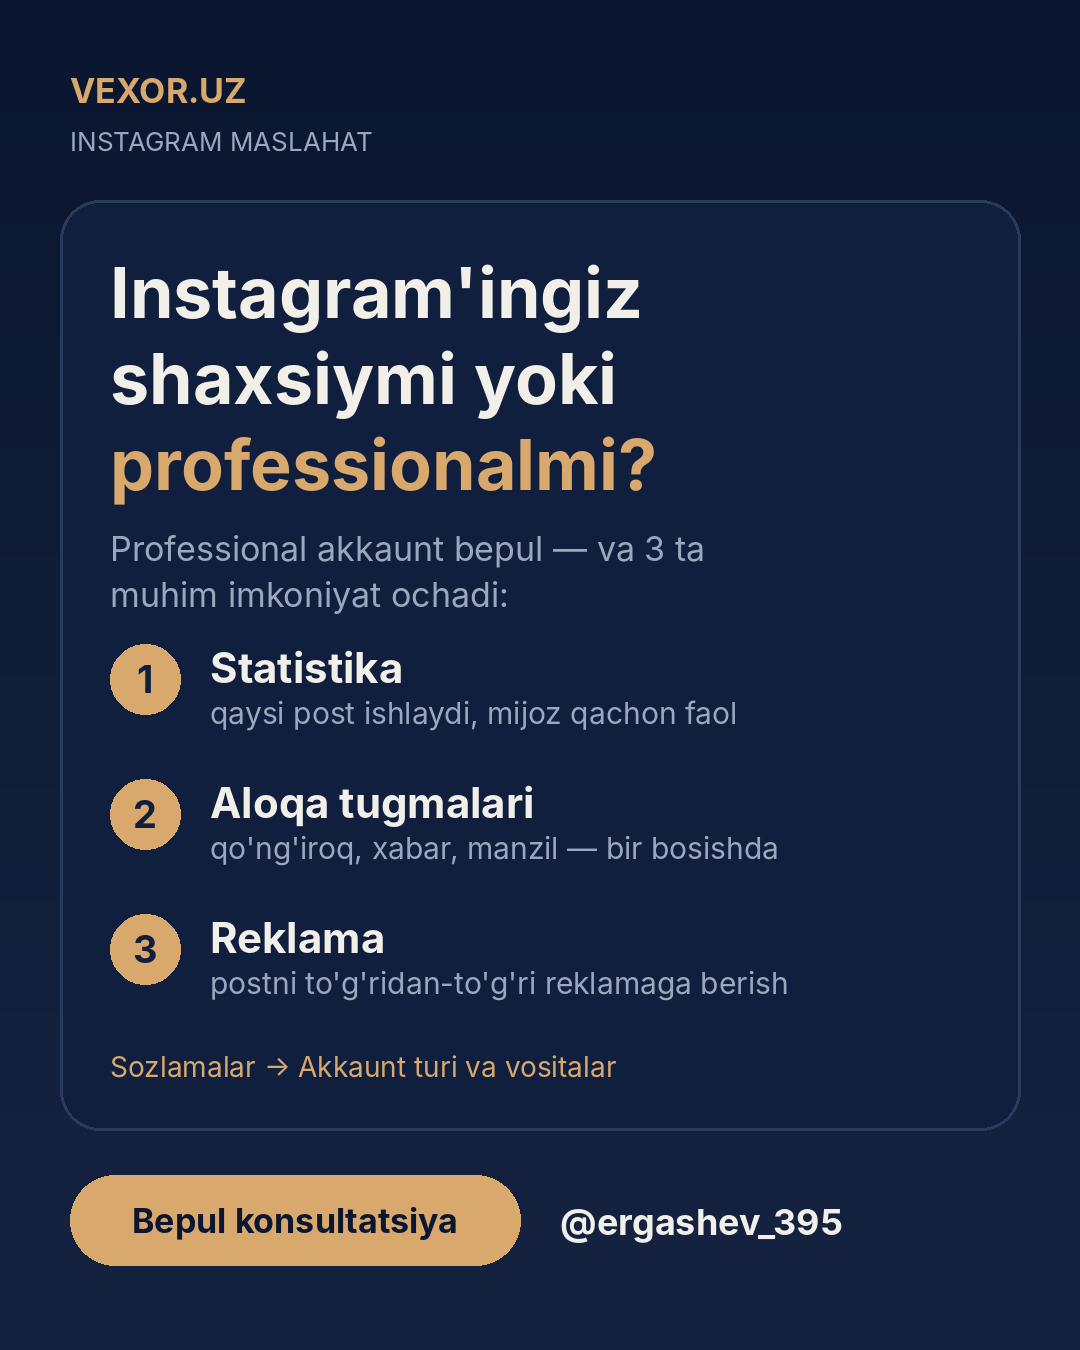 VEXOR.UZ
INSTAGRAM MASLAHAT
Instagram'ingiz
shaxsiymi yoki
professionalmi?
Professional akkaunt bepul — va 3 ta
muhim imkoniyat ochadi:
1 Statistika
qaysi post ishlaydi, mijoz qachon faol
2 Aloqa tugmalari
qo'ng'iroq, xabar, manzil — bir bosishda
3 Reklama
postni to'g'ridan-to'g'ri reklamaga berish
Sozlamalar → Akkaunt turi va vositalar
Bepul konsultatsiya @ergashev_395